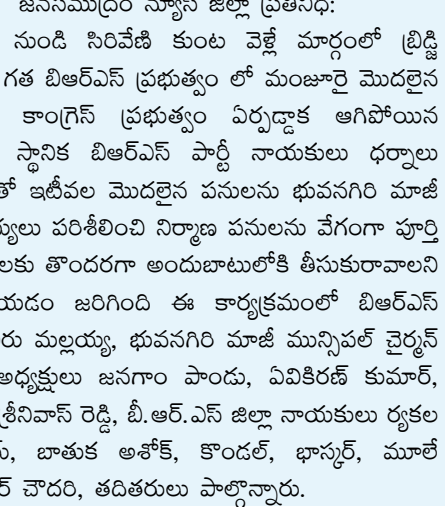 జనసముద్రం న్యూస్ జిల్లా ప్రతినిధి:
నుండి సిరివేణి కుంట వెళ్లే మార్గంలో బ్రిడ్జి
గత బిఆర్ఎస్ ప్రభుత్వం లో మంజూరై మొదలైన
కాంగ్రెస్ ప్రభుత్వం ఏర్పడ్డాక ఆగిపోయిన
స్థానిక బిఆర్ఎస్ పార్టీ నాయకులు ధర్నాలు
తో ఇటీవల మొదలైన పనులను భువనగిరి మాజీ
య్యలు పరిశీలించి నిర్మాణ పనులను వేగంగా పూర్తి
లకు తొందరగా అందుబాటులోకి తీసుకురావాలని
యడం జరిగింది ఈ కార్యక్రమంలో బిఆర్ఎస్
రు మల్లయ్య, భువనగిరి మాజీ మున్సిపల్ చైర్మన్
అధ్యక్షులు జనగాం పాండు, ఏవికిరణ్ కుమార్,
శ్రీనివాస్ రెడ్డి, బీ.ఆర్.ఎస్ జిల్లా నాయకులు ర్యకల
బాతుక అశోక్, కొండల్, భాస్కర్, మూలే
ర్ చౌదరి, తదితరులు పాల్గొన్నారు.